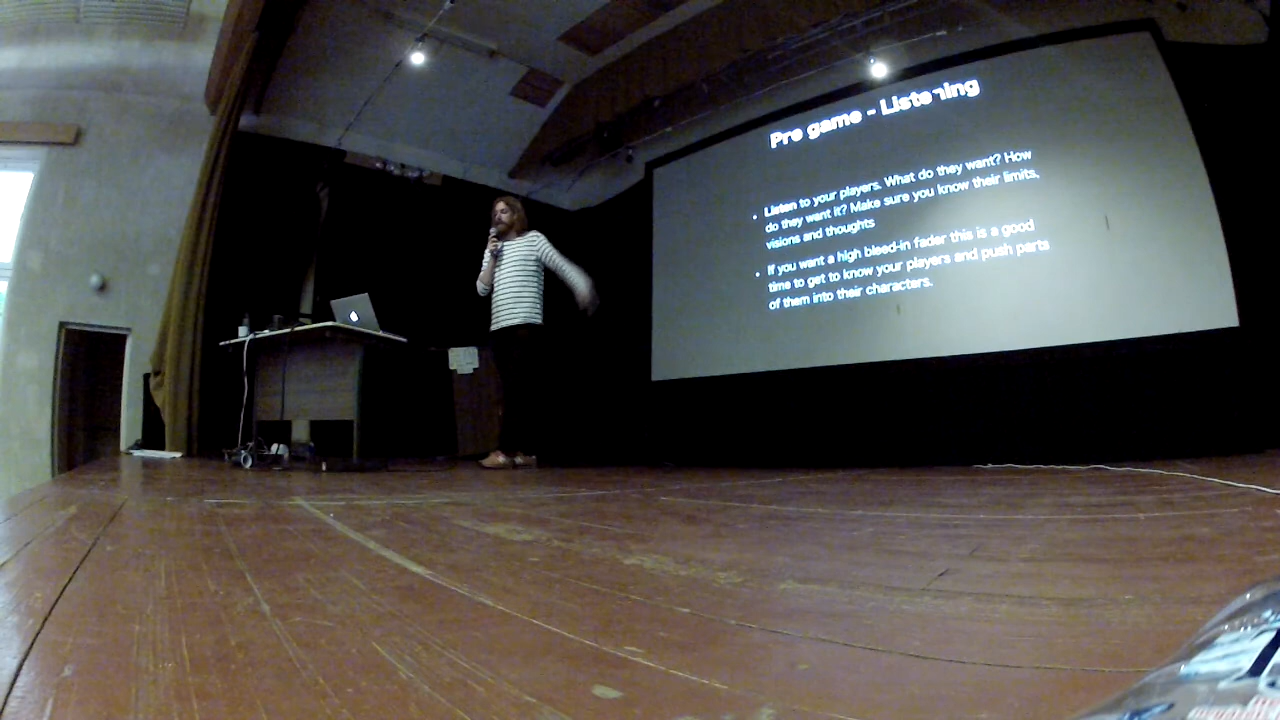 Pre game - Listening
• Listen to your players. What do they want? How
do they want it? Make sure you know their limits,
visions and thoughts
• If you want a high bleed-in fader this is a good
time to get to know your players and push parts
of them into their characters.